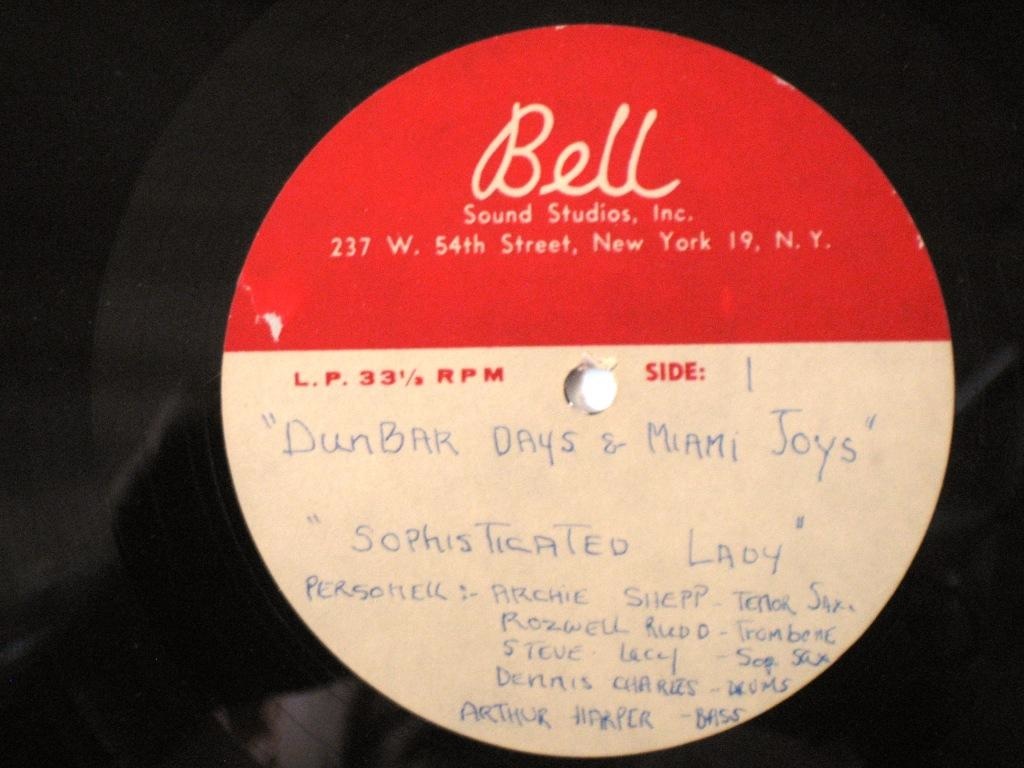 Bell
Sound Studios, Inc.
237 W. 54th Street, New York 19, N. Y.
L.P. 33⅓ RPM SIDE: 1
"DunBAR DAYS & MIAMi Joys"
"SOPhisTICATED LADY"
PERSONELL :- ARCHIE SHEPP - TENOR SAX.
ROZWELL RUDD - TromboNE
STEVE LACY - Sop. SAX
DENNIS CHARLES - DRUMS
ARTHUR HARPER - BASS